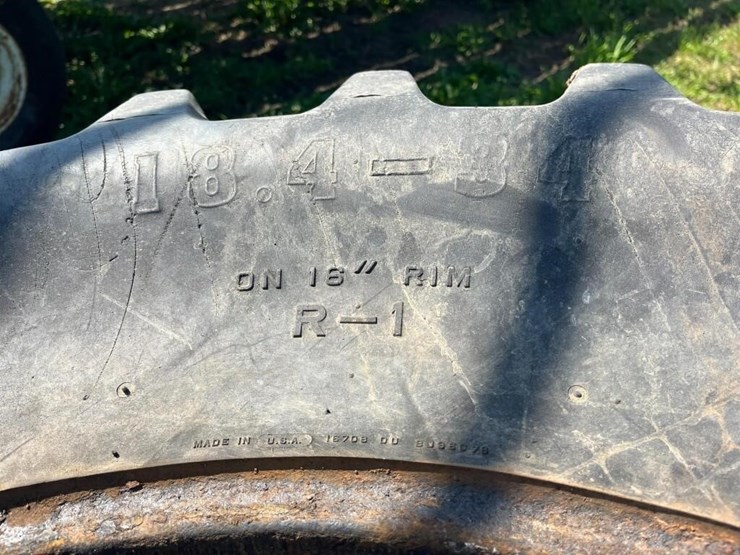 18.4-34
ON 16" RIM
R-1
MADE IN U.S.A.